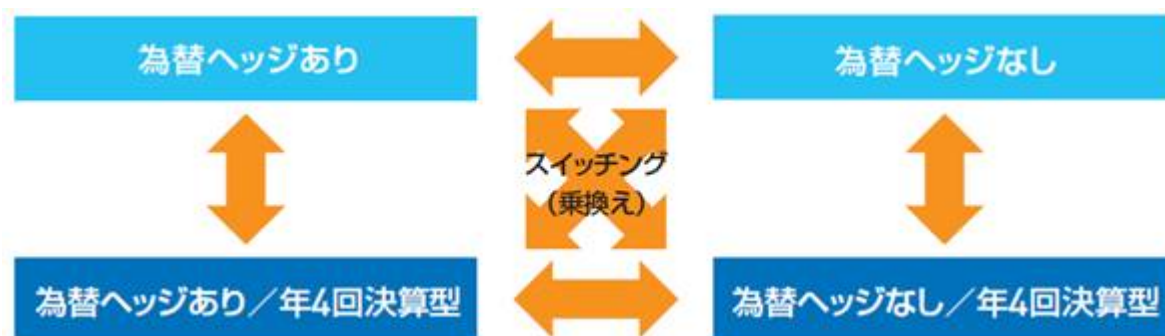 為替ヘッジあり
為替ヘッジなし
スイッチング
（乗換え）
為替ヘッジあり／年4回決算型
為替ヘッジなし／年4回決算型